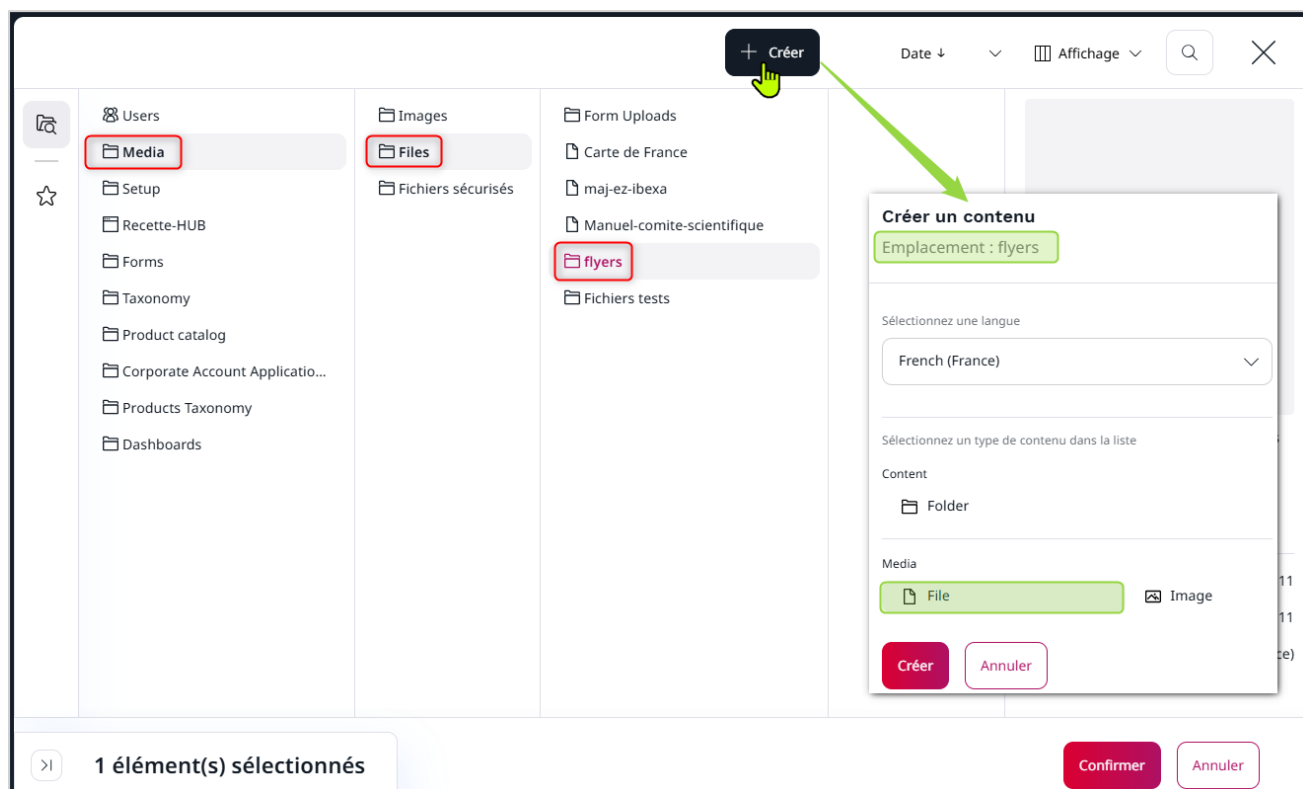 Créer
Date ↓
Affichage
Users
Media
Setup
Recette-HUB
Forms
Taxonomy
Product catalog
Corporate Account Applicatio...
Products Taxonomy
Dashboards
Images
Files
Fichiers sécurisés
Form Uploads
Carte de France
maj-ez-ibexa
Manuel-comite-scientifique
flyers
Fichiers tests
Créer un contenu
Emplacement : flyers
Sélectionnez une langue
French (France)
Sélectionnez un type de contenu dans la liste
Content
Folder
Media
File
Image
Créer
Annuler
11
11
ce)
1 élément(s) sélectionnés
Confirmer
Annuler